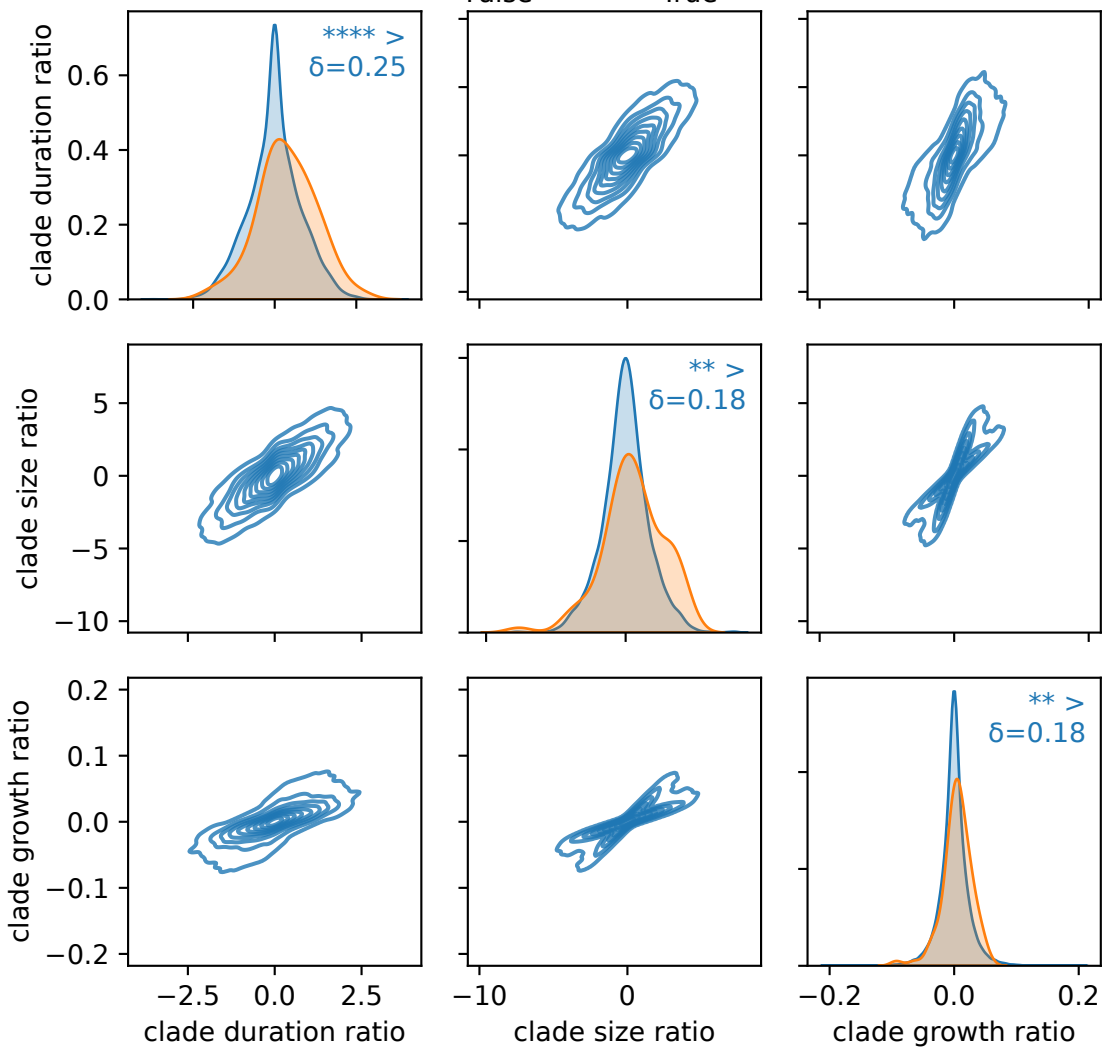 clade duration ratio
0.6
0.4
0.2
0.0
**** >
δ=0.25
clade size ratio
5
0
−5
−10
** >
δ=0.18
clade growth ratio
0.2
0.1
0.0
−0.1
−0.2
** >
δ=0.18
−2.5 0.0 2.5
−10 0
−0.2 0.0 0.2
clade duration ratio
clade size ratio
clade growth ratio